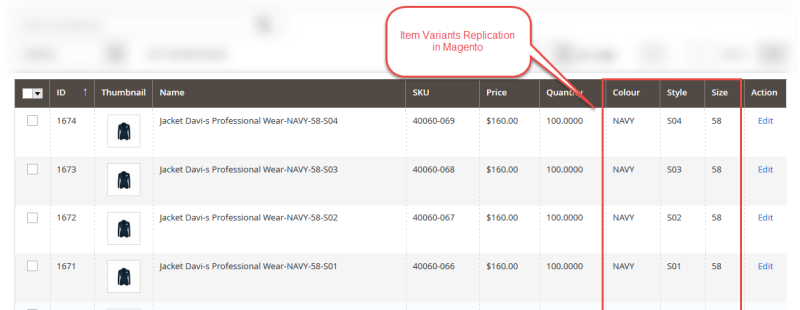 Item Variants Replication
in Magento
ID ↑ Thumbnail Name SKU Price Quantity Colour Style Size Action
1674 Jacket Davi-s Professional Wear-NAVY-58-S04 40060-069 $160.00 100.0000 NAVY S04 58 Edit
1673 Jacket Davi-s Professional Wear-NAVY-58-S03 40060-068 $160.00 100.0000 NAVY S03 58 Edit
1672 Jacket Davi-s Professional Wear-NAVY-58-S02 40060-067 $160.00 100.0000 NAVY S02 58 Edit
1671 Jacket Davi-s Professional Wear-NAVY-58-S01 40060-066 $160.00 100.0000 NAVY S01 58 Edit